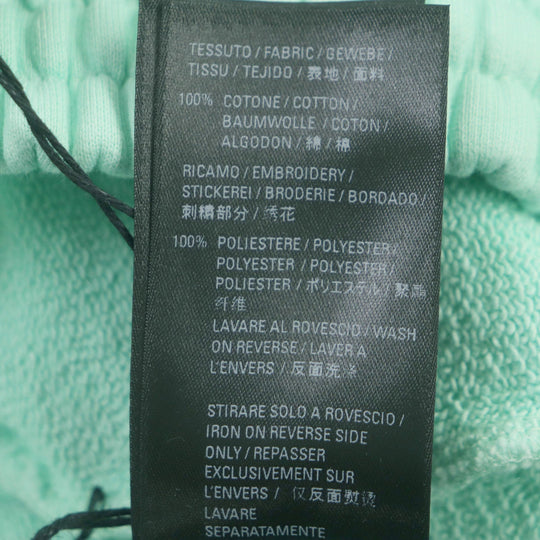 TESSUTO / FABRIC / GEWEBE /
TISSU / TEJIDO / 表地 / 面料
100% COTONE / COTTON /
BAUMWOLLE / COTON /
ALGODON / 綿 / 棉
RICAMO / EMBROIDERY /
STICKEREI / BRODERIE / BORDADO /
刺繍部分 / 绣花
100% POLIESTERE / POLYESTER /
POLYESTER / POLYESTER /
POLIESTER / ポリエステル / 聚酯
纤维
LAVARE AL ROVESCIO / WASH
ON REVERSE / LAVER A
L'ENVERS / 反面洗涤
STIRARE SOLO A ROVESCIO /
IRON ON REVERSE SIDE
ONLY / REPASSER
EXCLUSIVEMENT SUR
L'ENVERS / 仅反面熨烫
LAVARE
SEPARATAMENTE